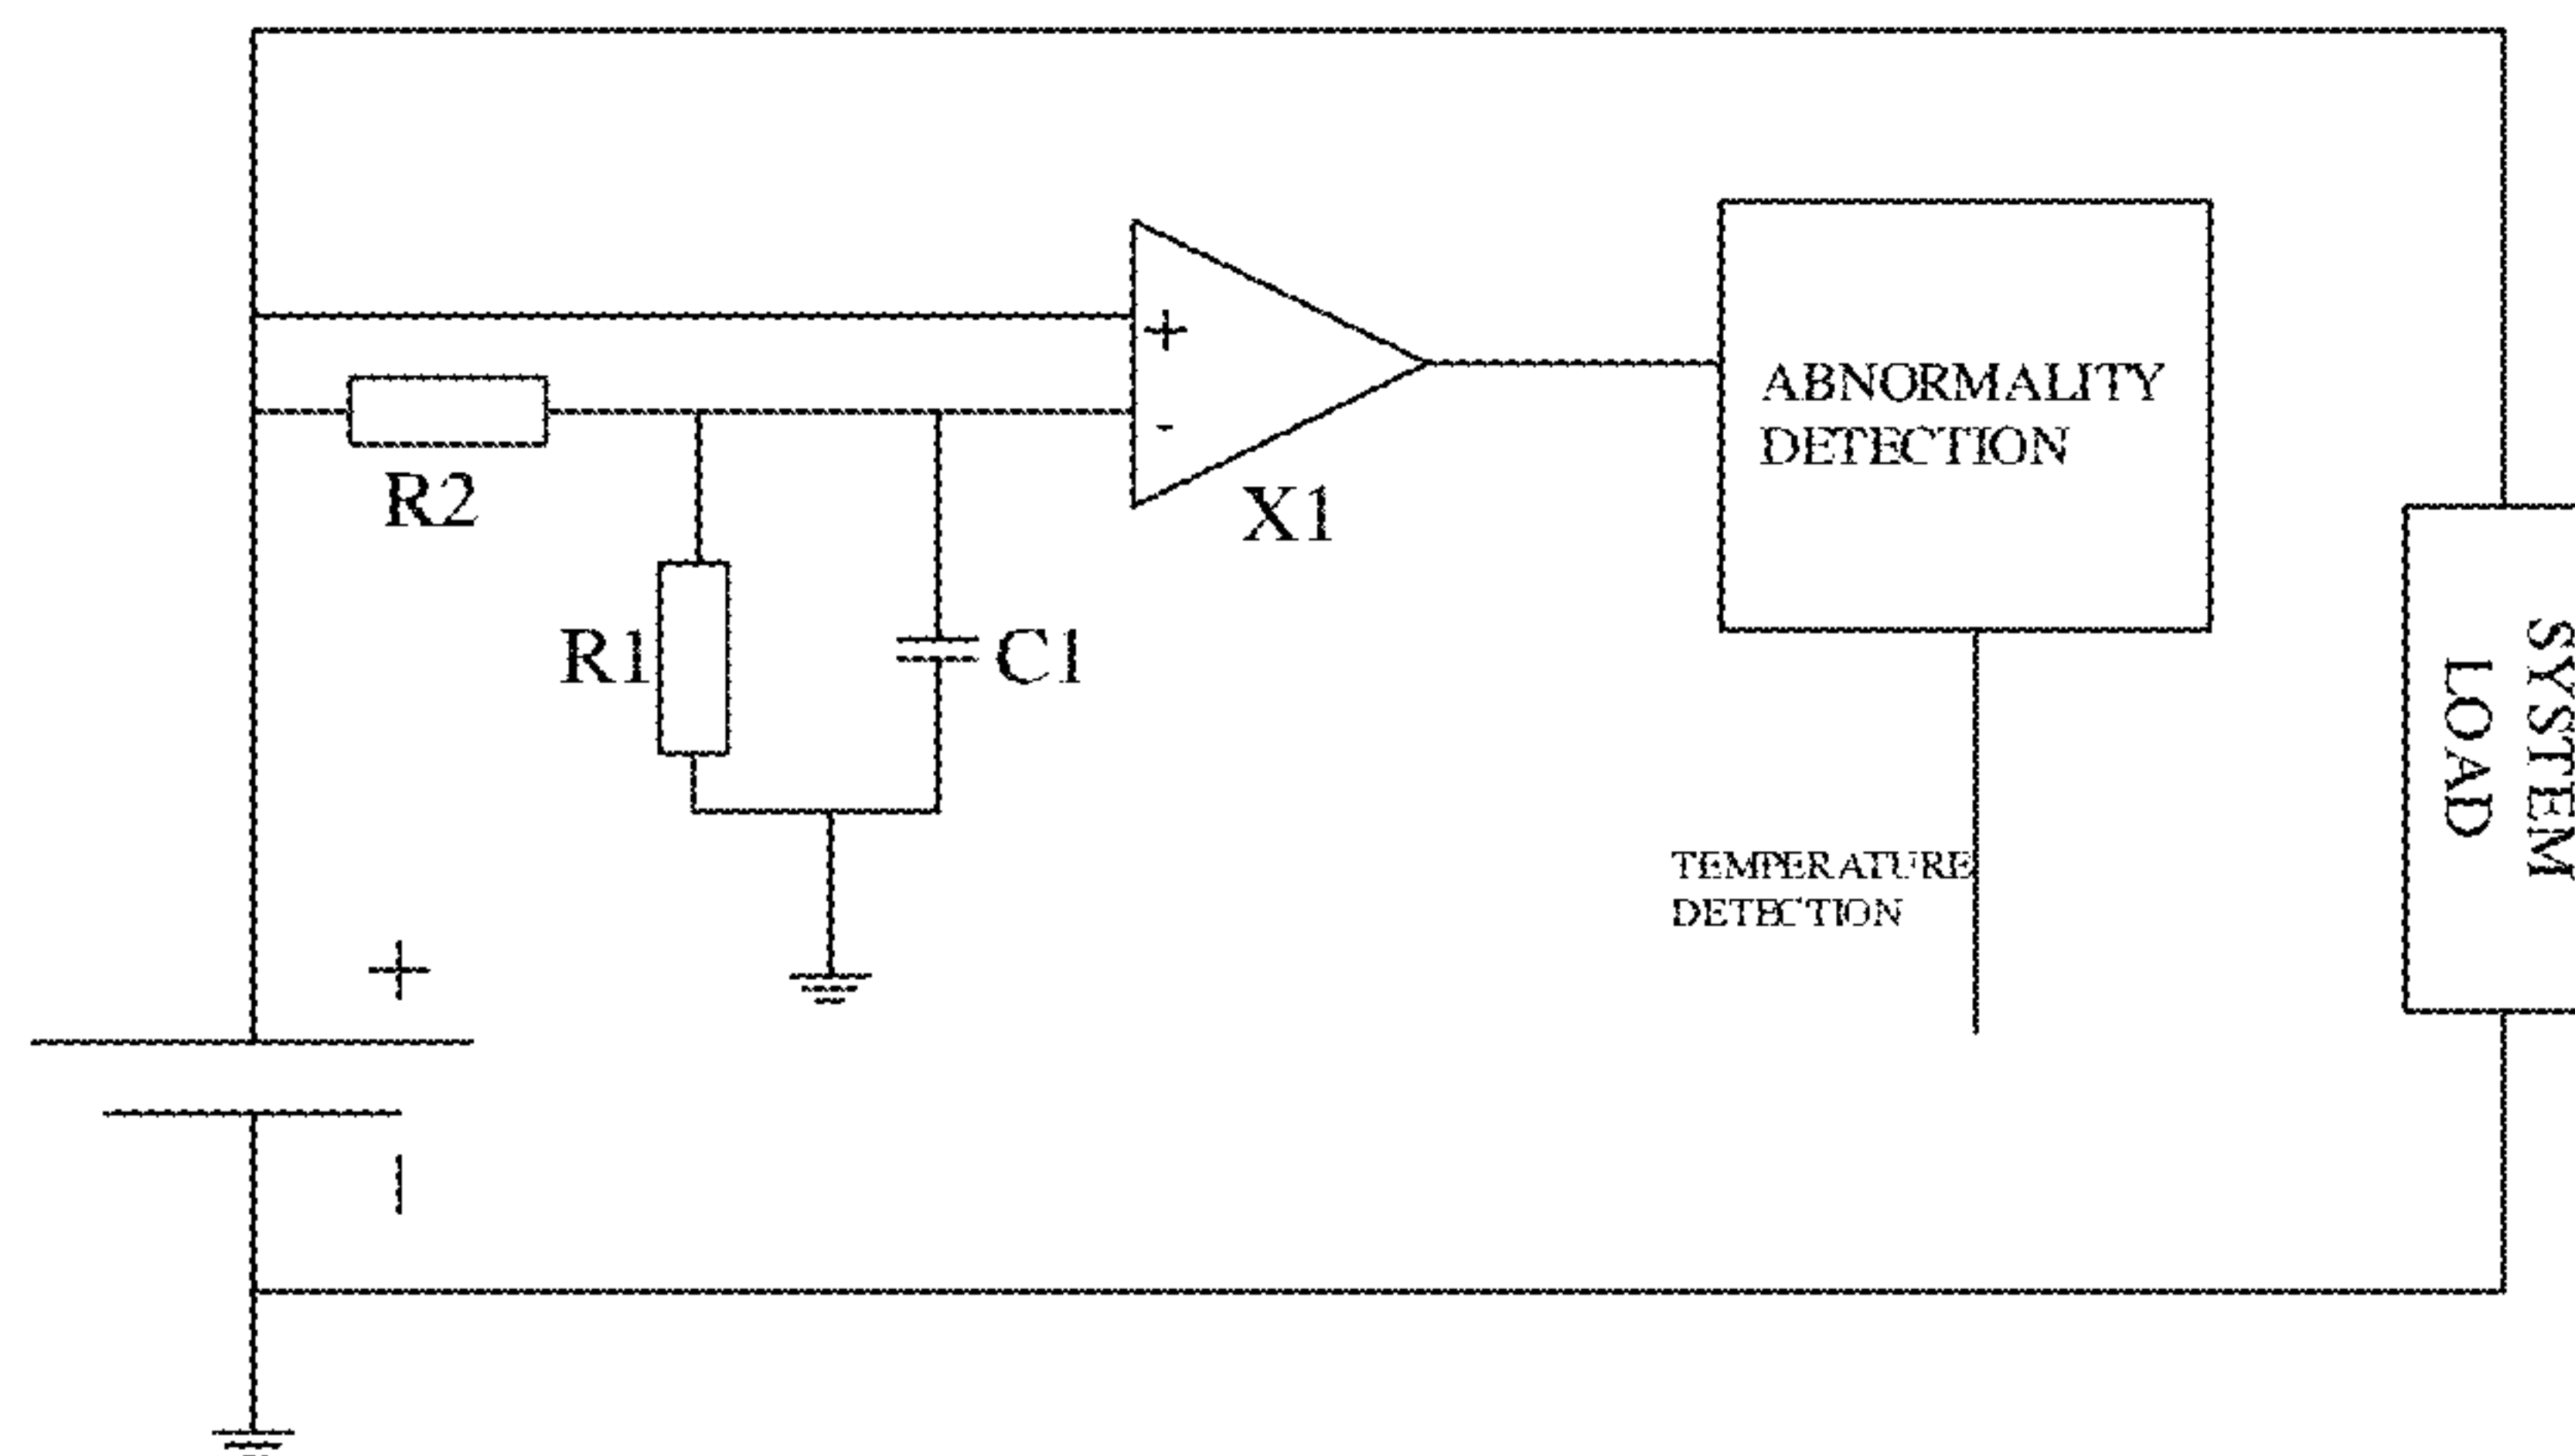 +
-
ABNORMALITY
DETECTION
R2
X1
R1
C1
SYSTEM
LOAD
TEMPERATURE
DETECTION
+
|